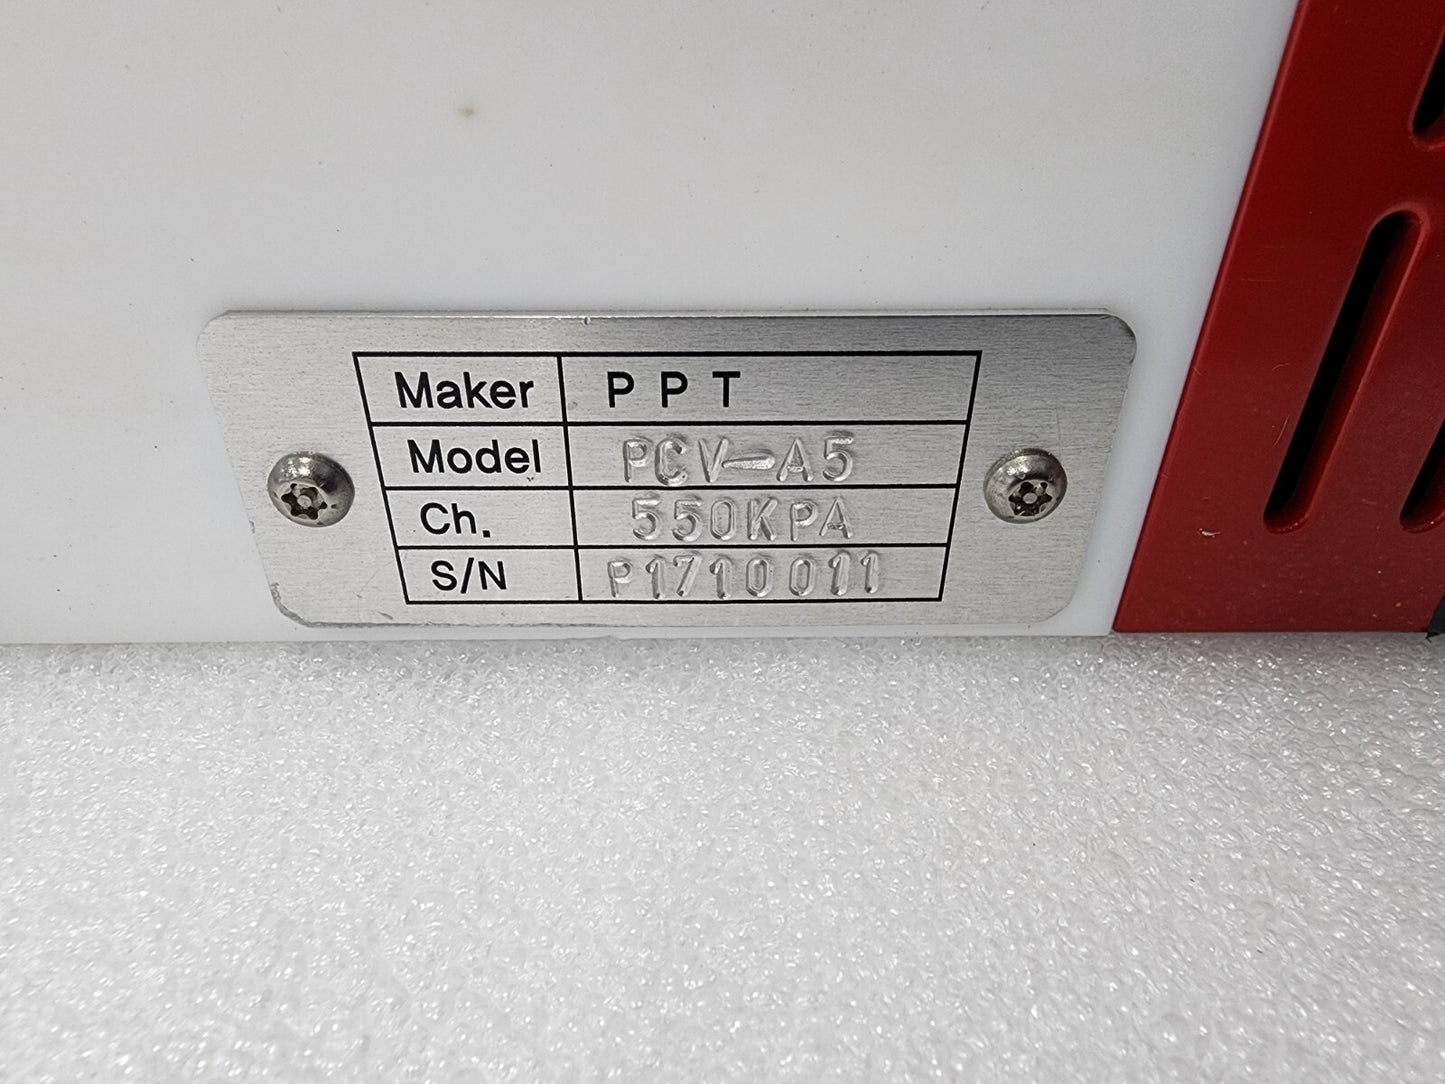 Maker P P T
Model PCV-A5
Ch. 550KPA
S/N P1710011